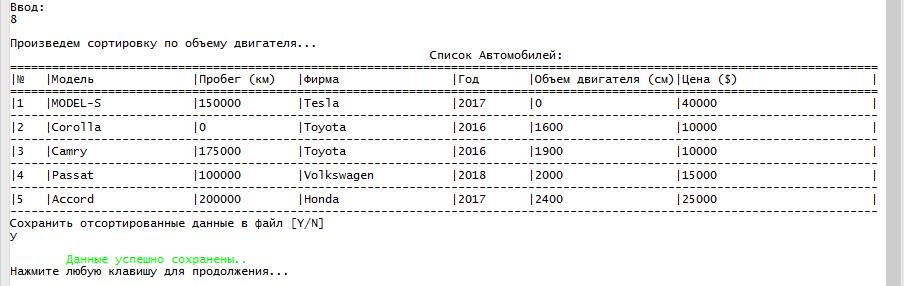 Ввод:
8
Произведем сортировку по объему двигателя...
Список Автомобилей:
|№ |Модель |Пробег (км) |Фирма |Год |Объем двигателя (см)|Цена ($) |
|1 |MODEL-S |150000 |Tesla |2017 |0 |40000 |
|2 |Corolla |0 |Toyota |2016 |1600 |10000 |
|3 |Camry |175000 |Toyota |2016 |1900 |10000 |
|4 |Passat |100000 |Volkswagen |2018 |2000 |15000 |
|5 |Accord |200000 |Honda |2017 |2400 |25000 |
Сохранить отсортированные данные в файл [Y/N]
y
Данные успешно сохранены..
Нажмите любую клавишу для продолжения...